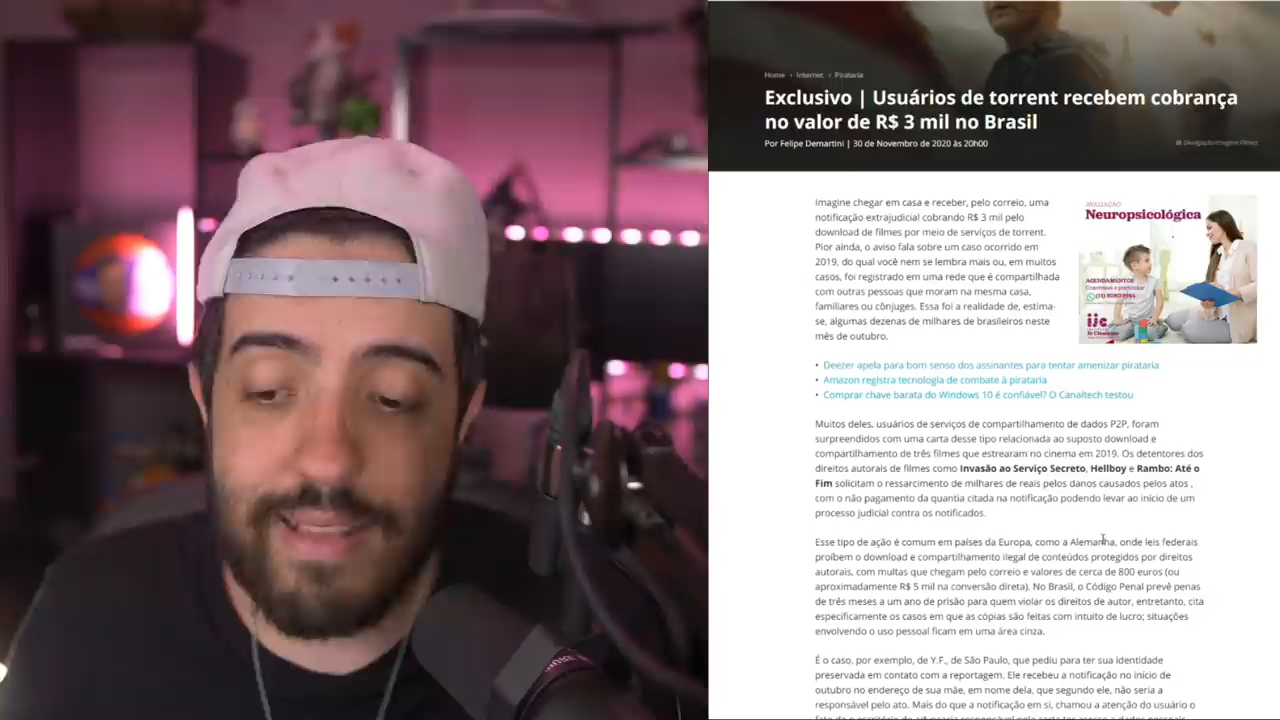 Home › Internet › Pirataria
Exclusivo | Usuários de torrent recebem cobrança
no valor de R$ 3 mil no Brasil
Por Felipe Demartini | 30 de Novembro de 2020 às 20h00
Imagine chegar em casa e receber, pelo correio, uma
notificação extrajudicial cobrando R$ 3 mil pelo
download de filmes por meio de serviços de torrent.
Pior ainda, o aviso fala sobre um caso ocorrido em
2019, do qual você nem se lembra mais ou, em muitos
casos, foi registrado em uma rede que é compartilhada
com outras pessoas que moram na mesma casa,
familiares ou cônjuges. Essa foi a realidade de, estima-
se, algumas dezenas de milhares de brasileiros neste
mês de outubro.
AVALIAÇÃO
Neuropsicológica
AGENDAMENTOS
ijc
• Deezer apela para bom senso dos assinantes para tentar amenizar pirataria
• Amazon registra tecnologia de combate à pirataria
• Comprar chave barata do Windows 10 é confiável? O Canaltech testou
Muitos deles, usuários de serviços de compartilhamento de dados P2P, foram
surpreendidos com uma carta desse tipo relacionada ao suposto download e
compartilhamento de três filmes que estrearam no cinema em 2019. Os detentores dos
direitos autorais de filmes como Invasão ao Serviço Secreto, Hellboy e Rambo: Até o
Fim solicitam o ressarcimento de milhares de reais pelos danos causados pelos atos ,
com o não pagamento da quantia citada na notificação podendo levar ao início de um
processo judicial contra os notificados.
Esse tipo de ação é comum em países da Europa, como a Alemanha, onde leis federais
proíbem o download e compartilhamento ilegal de conteúdos protegidos por direitos
autorais, com multas que chegam pelo correio e valores de cerca de 800 euros (ou
aproximadamente R$ 5 mil na conversão direta). No Brasil, o Código Penal prevê penas
de três meses a um ano de prisão para quem violar os direitos de autor, entretanto, cita
especificamente os casos em que as cópias são feitas com intuito de lucro; situações
envolvendo o uso pessoal ficam em uma área cinza.
É o caso, por exemplo, de Y.F., de São Paulo, que pediu para ter sua identidade
preservada em contato com a reportagem. Ele recebeu a notificação no início de
outubro no endereço de sua mãe, em nome dela, que segundo ele, não seria a
responsável pelo ato. Mais do que a notificação em si, chamou a atenção do usuário o